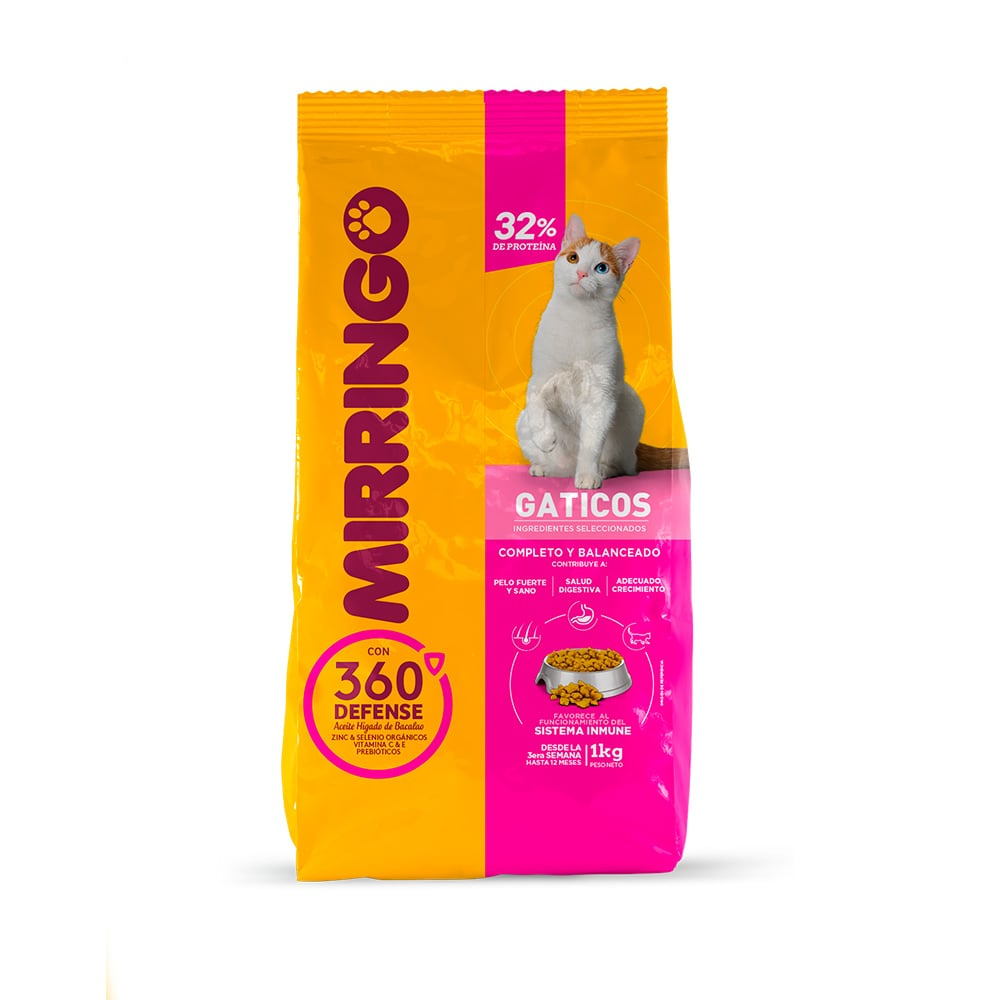 MIRRINGO
32%
DE PROTEÍNA
GATICOS
INGREDIENTES SELECCIONADOS
COMPLETO Y BALANCEADO
CONTRIBUYE A:
PELO FUERTE
Y SANO
SALUD
DIGESTIVA
ADECUADO
CRECIMIENTO
FAVORECE AL
FUNCIONAMIENTO DEL
SISTEMA INMUNE
DESDE LA
3era SEMANA
HASTA 12 MESES
1kg
PESO NETO
CON
360
DEFENSE
Aceite Hígado de Bacalao
ZINC & SELENIO ORGÁNICOS
VITAMINA C & E
PREBIÓTICOS